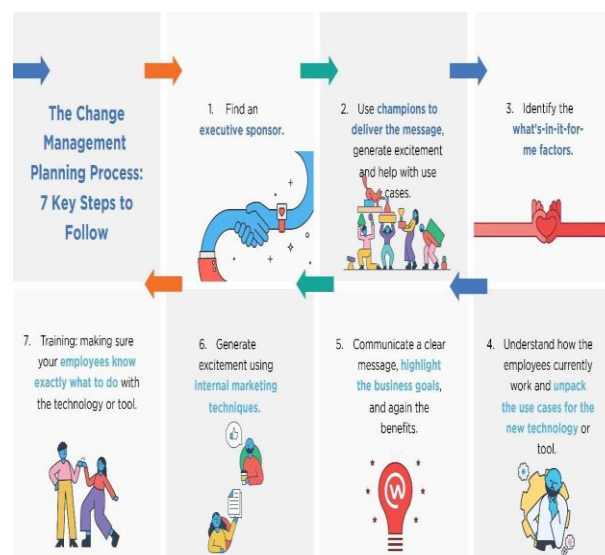 The Change
Management
Planning Process:
7 Key Steps to
Follow
1. Find an
executive sponsor.
2. Use champions to
deliver the message,
generate excitement
and help with use
cases.
3. Identify the
what's-in-it-for-
me factors.
4. Understand how the
employees currently
work and unpack
the use cases for the
new technology or
tool.
5. Communicate a clear
message, highlight
the business goals,
and again the
benefits.
6. Generate
excitement using
internal marketing
techniques.
7. Training: making sure
your employees know
exactly what to do with
the technology or tool.